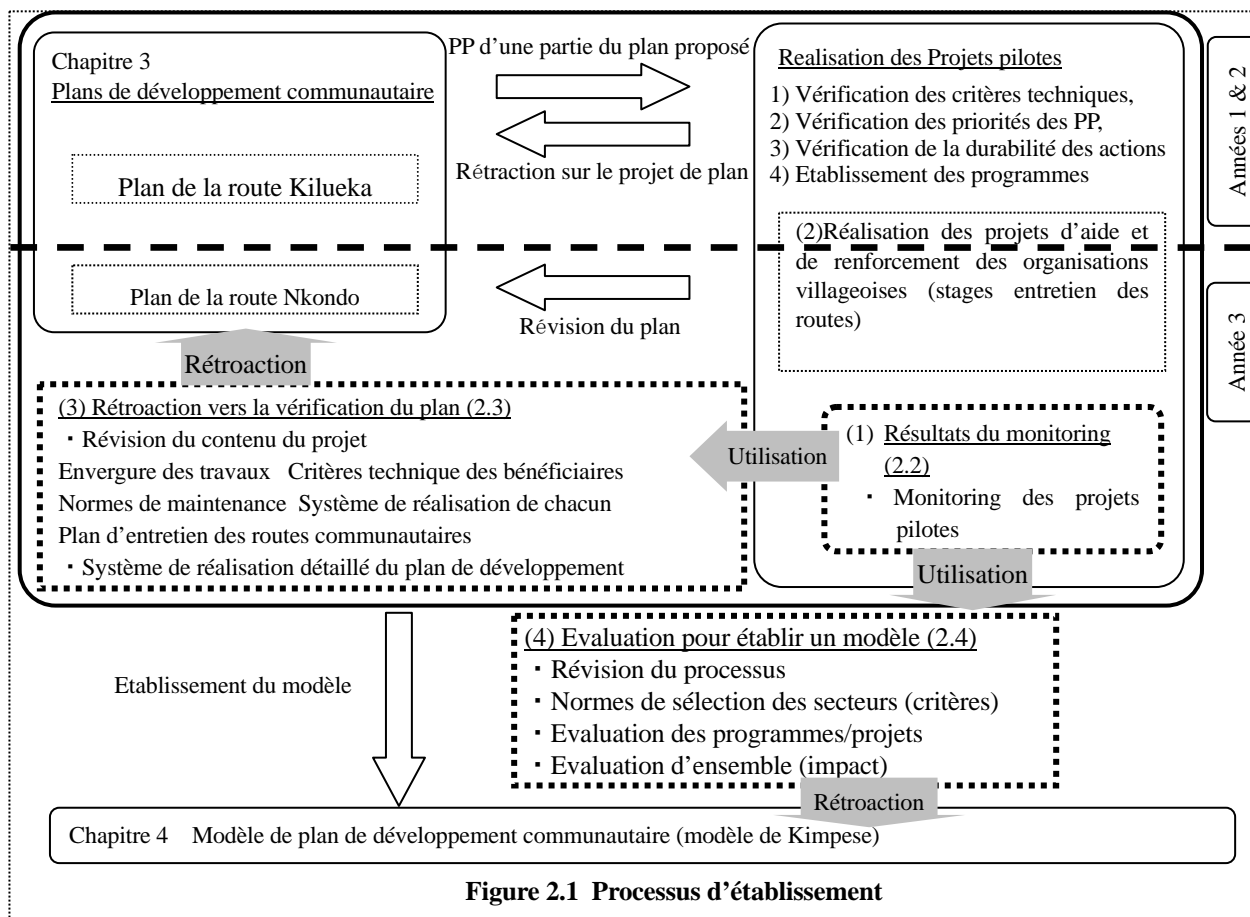 Chapitre 3
Plans de développement communautaire
Plan de la route Kilueka
Plan de la route Nkondo
PP d'une partie du plan proposé
Rétraction sur le projet de plan
Révision du plan
Realisation des Projets pilotes
1) Vérification des critères techniques,
2) Vérification des priorités des PP,
3) Vérification de la durabilité des actions
4) Etablissement des programmes
(2)Réalisation des projets d'aide et
de renforcement des organisations
villageoises (stages entretien des
routes)
Années 1 & 2
Année 3
Rétroaction
(3) Rétroaction vers la vérification du plan (2.3)
・Révision du contenu du projet
Envergure des travaux Critères technique des bénéficiaires
Normes de maintenance Système de réalisation de chacun
Plan d'entretien des routes communautaires
・Système de réalisation détaillé du plan de développement
Utilisation
(1) Résultats du monitoring
(2.2)
・Monitoring des projets
pilotes
Utilisation
Etablissement du modèle
(4) Evaluation pour établir un modèle (2.4)
・Révision du processus
・Normes de sélection des secteurs (critères)
・Evaluation des programmes/projets
・Evaluation d'ensemble (impact)
Rétroaction
Chapitre 4 Modèle de plan de développement communautaire (modèle de Kimpese)
Figure 2.1 Processus d'établissement